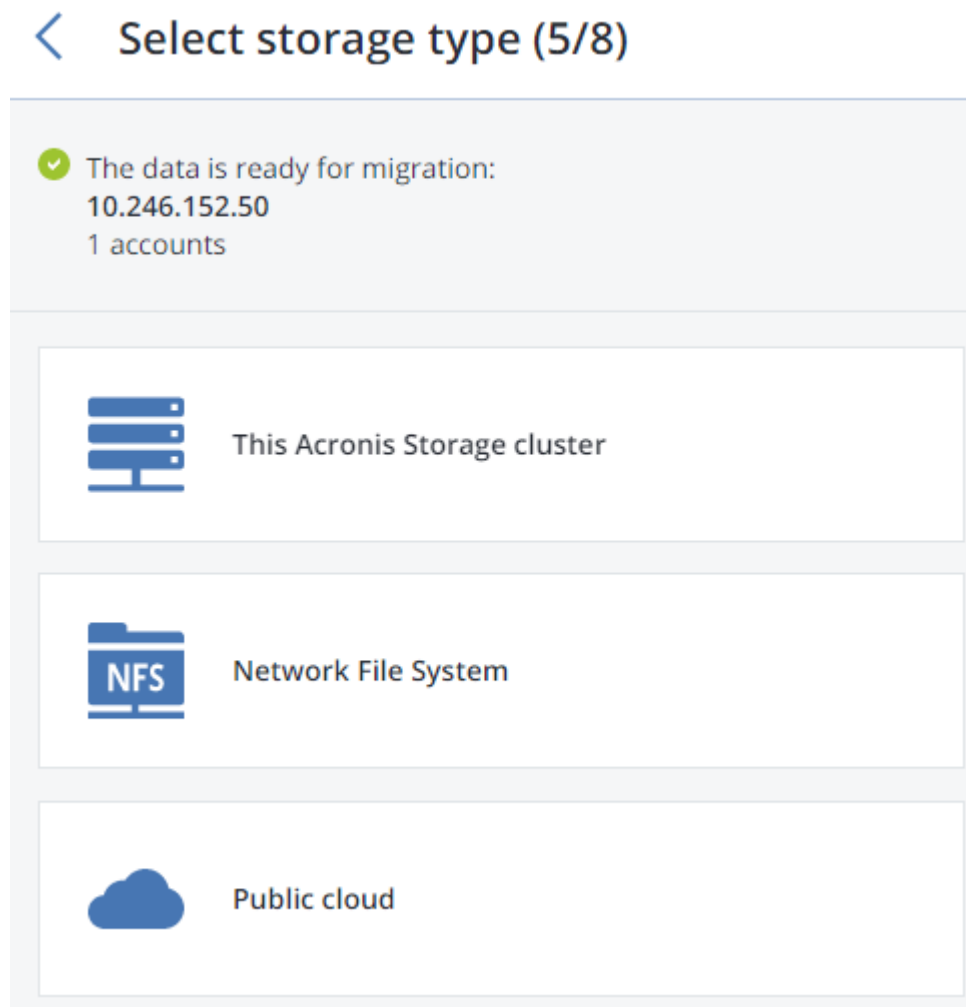 Select storage type (5/8)
The data is ready for migration:
10.246.152.50
1 accounts
This Acronis Storage cluster
NFS
Network File System
Public cloud